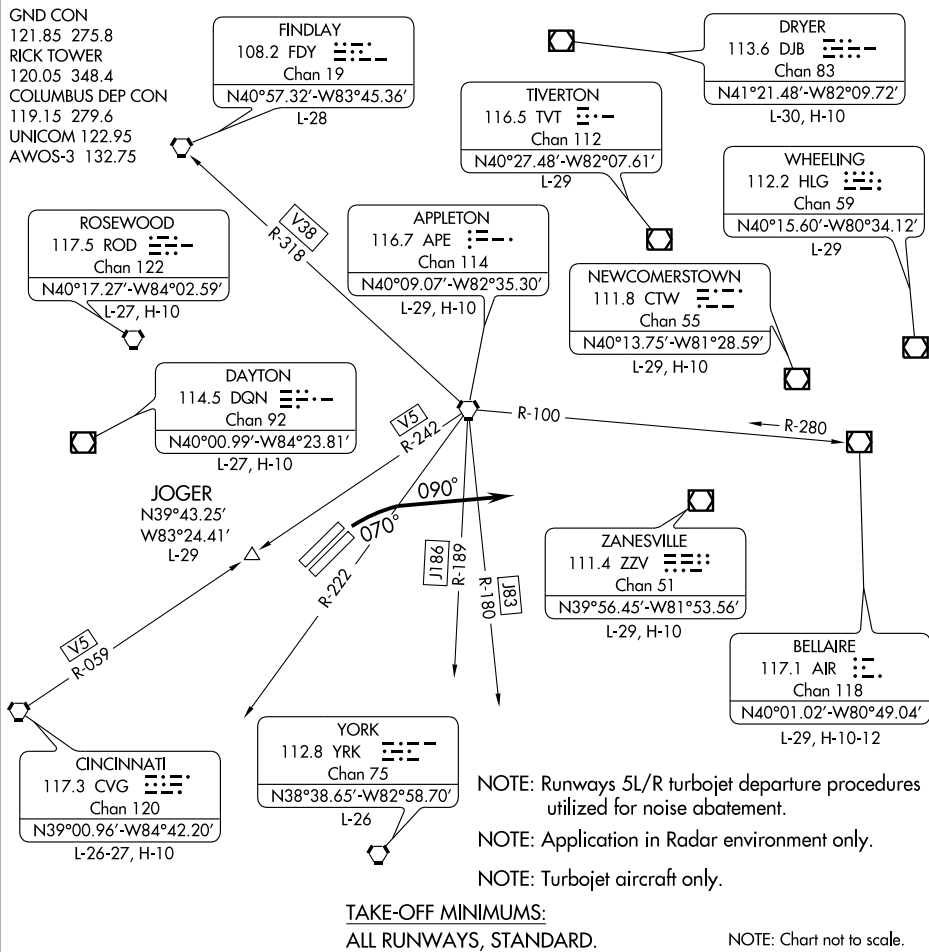 GND CON
121.85 275.8
RICK TOWER
120.05 348.4
COLUMBUS DEP CON
119.15 279.6
UNICOM 122.95
AWOS-3 132.75
FINDLAY
108.2 FDY
Chan 19
N40°57.32'-W83°45.36'
L-28
DRYER
113.6 DJB
Chan 83
N41°21.48'-W82°09.72'
L-30, H-10
TIVERTON
116.5 TVT
Chan 112
N40°27.48'-W82°07.61'
L-29
WHEELING
112.2 HLG
Chan 59
N40°15.60'-W80°34.12'
L-29
ROSEWOOD
117.5 ROD
Chan 122
N40°17.27'-W84°02.59'
L-27, H-10
V38
R-318
APPLETON
116.7 APE
Chan 114
N40°09.07'-W82°35.30'
L-29, H-10
NEWCOMERSTOWN
111.8 CTW
Chan 55
N40°13.75'-W81°28.59'
L-29, H-10
DAYTON
114.5 DQN
Chan 92
N40°00.99'-W84°23.81'
L-27, H-10
V5
R-242
R-100
R-280
JOGER
N39°43.25'
W83°24.41'
L-29
090°
070°
R-222
J186
R-189
R-180
J83
ZANESVILLE
111.4 ZZV
Chan 51
N39°56.45'-W81°53.56'
L-29, H-10
V5
R-059
BELLAIRE
117.1 AIR
Chan 118
N40°01.02'-W80°49.04'
L-29, H-10-12
CINCINNATI
117.3 CVG
Chan 120
N39°00.96'-W84°42.20'
L-26-27, H-10
YORK
112.8 YRK
Chan 75
N38°38.65'-W82°58.70'
L-26
NOTE: Runways 5L/R turbojet departure procedures
utilized for noise abatement.
NOTE: Application in Radar environment only.
NOTE: Turbojet aircraft only.
TAKE-OFF MINIMUMS:
ALL RUNWAYS, STANDARD.
NOTE: Chart not to scale.